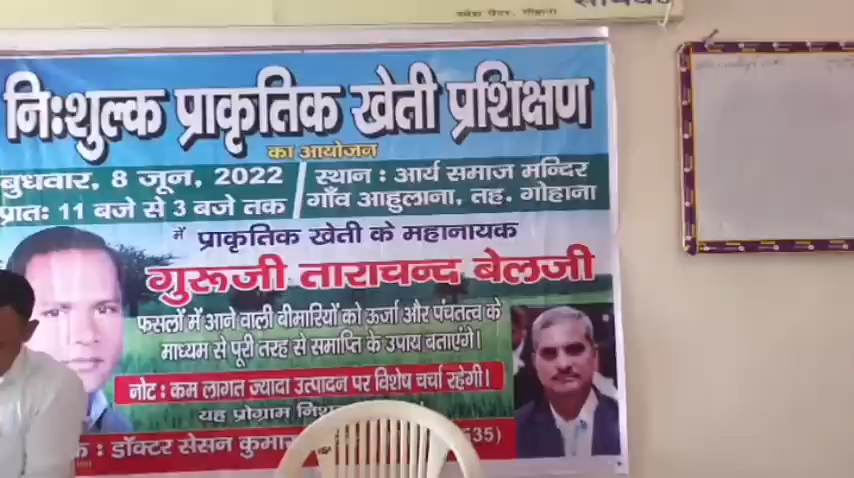 निःशुल्क प्राकृतिक खेती प्रशिक्षण
का आयोजन
बुधवार, 8 जून, 2022
प्रातः 11 बजे से 3 बजे तक
स्थान : आर्य समाज मन्दिर
गाँव आहुलाना, तह. गोहाना
में प्राकृतिक खेती के महानायक
गुरूजी ताराचन्द बेलजी
फसलों में आने वाली बीमारियों को ऊर्जा और पंचतत्व के
माध्यम से पूरी तरह से समाप्ति के उपाय बताएंगे।
नोट : कम लागत ज्यादा उत्पादन पर विशेष चर्चा रहेगी।
यह प्रोग्राम
: डॉक्टर सेसन कुमार 535)